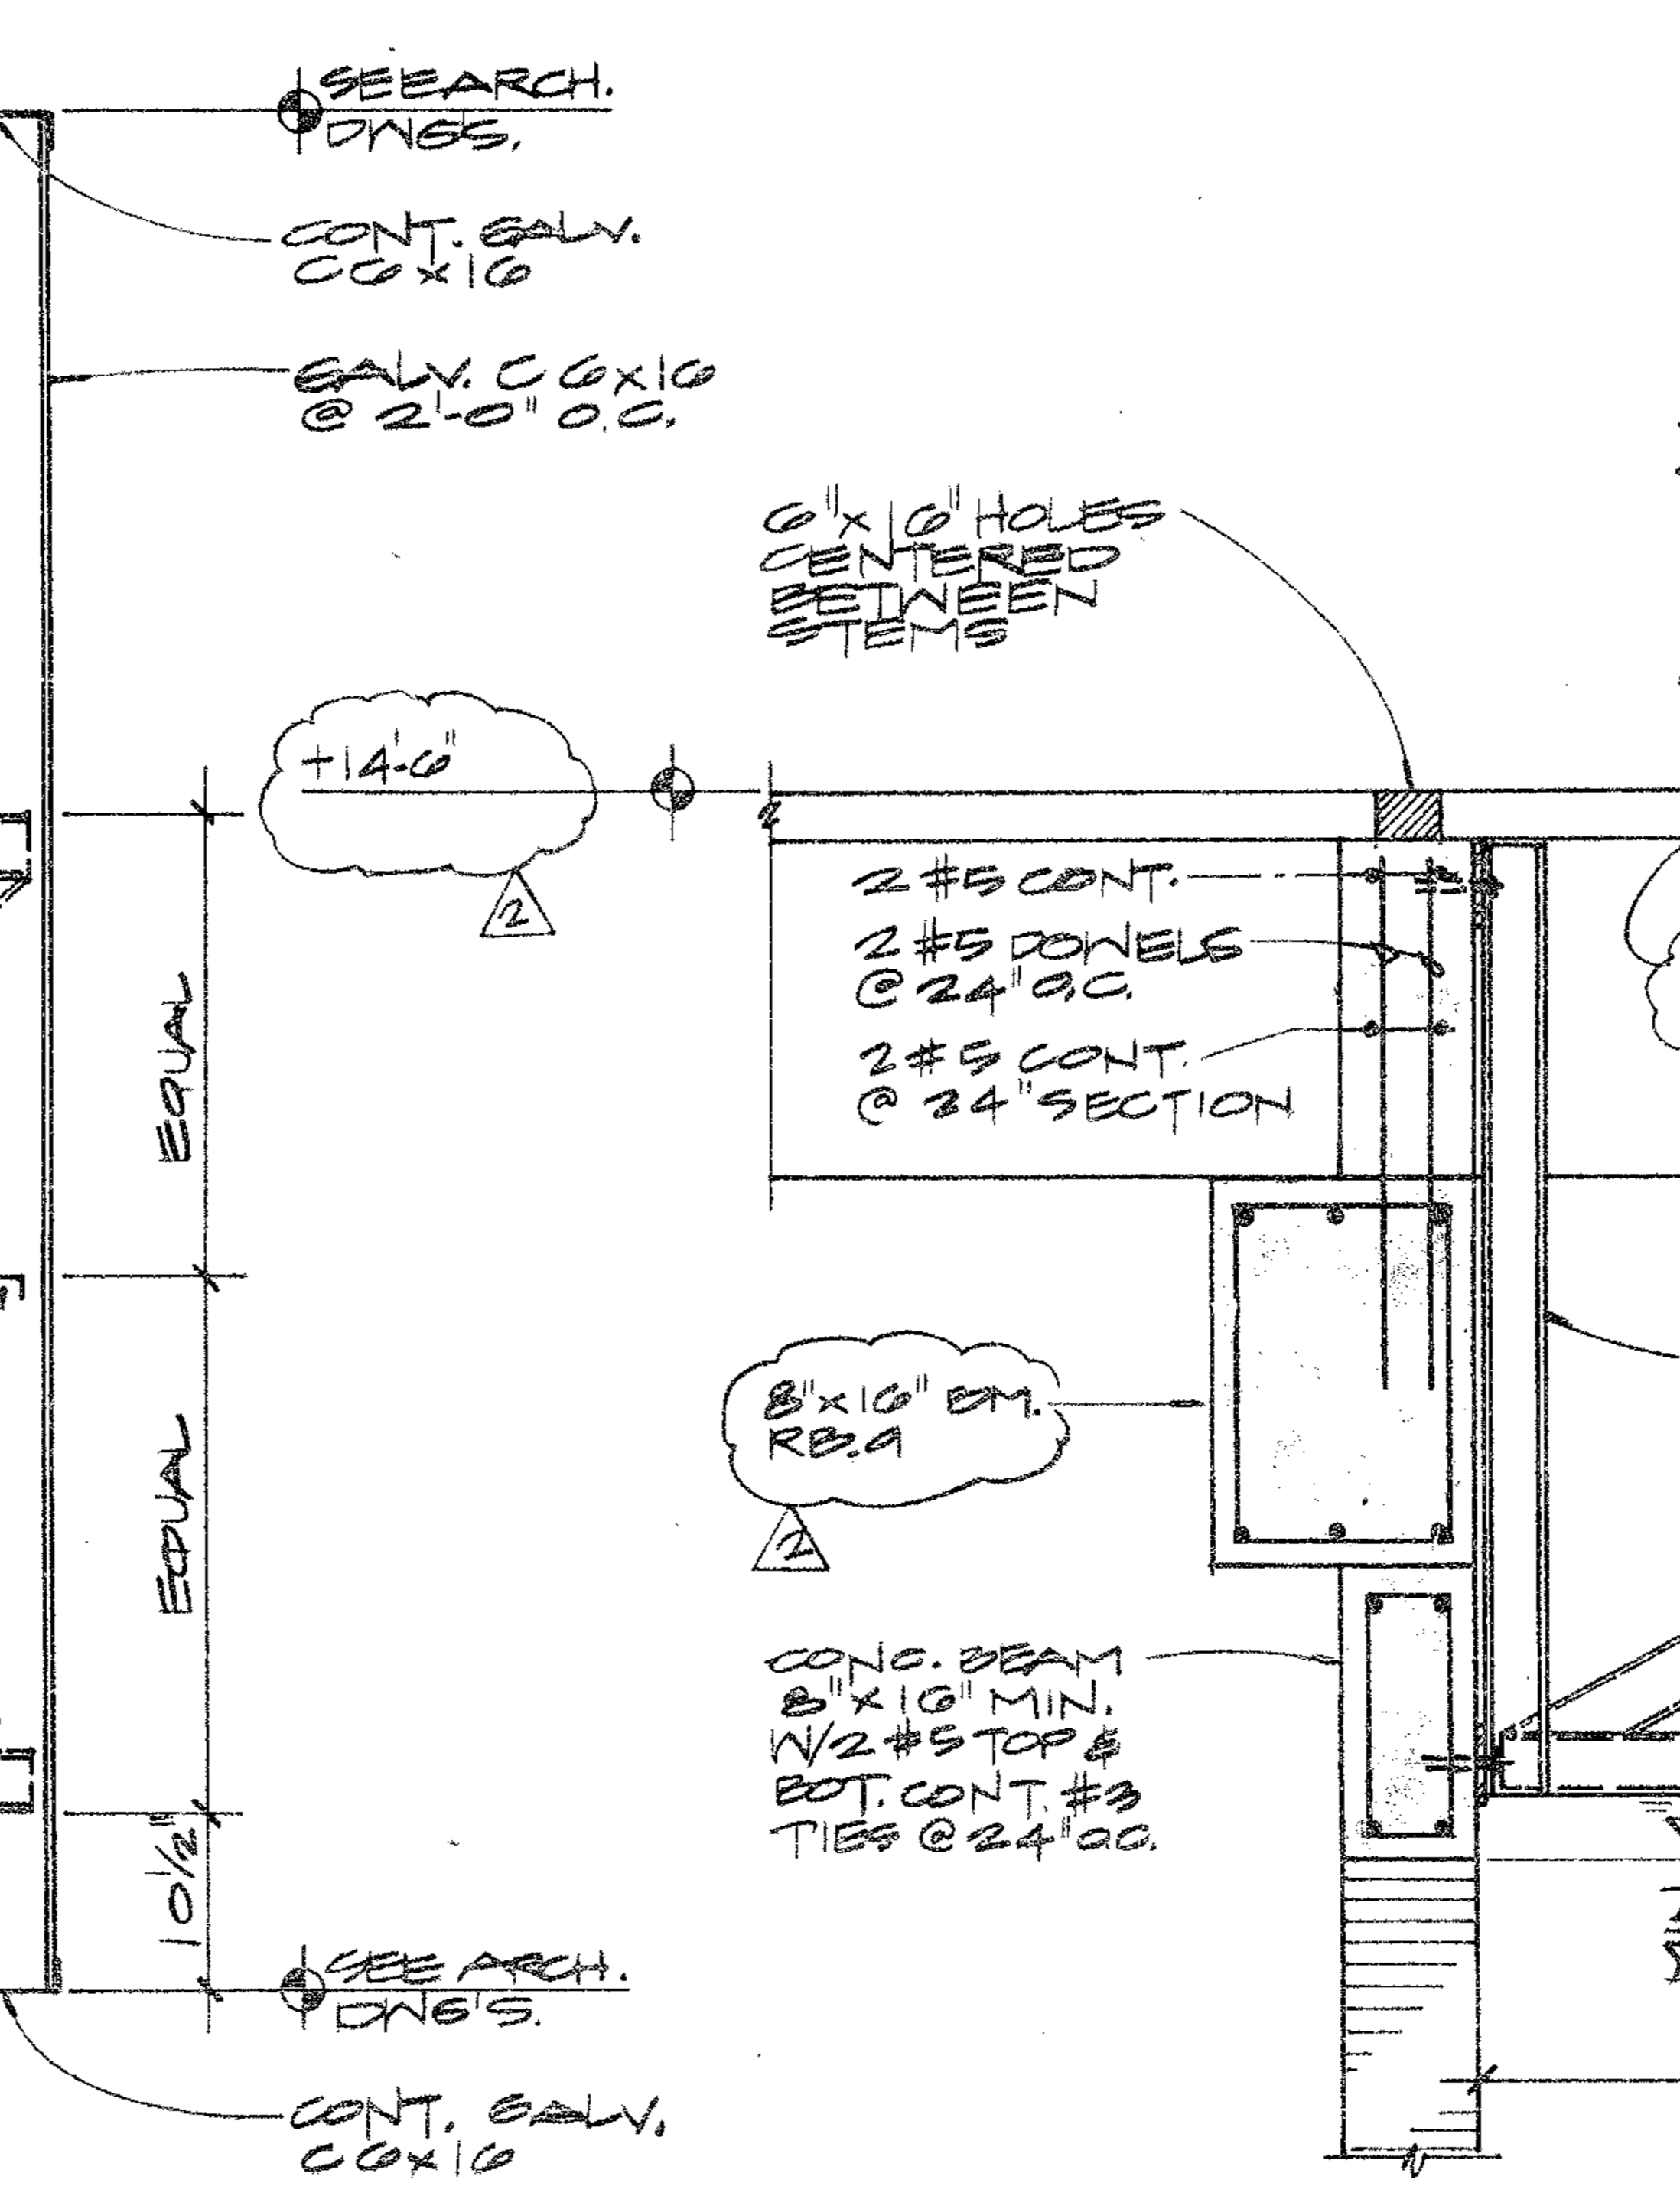 SEE ARCH.
DWG'S.
CONT. GALV.
C6x16
GALV. C 6x16
@ 2'-0" O.C.
6"x16" HOLES
CENTERED
BETWEEN
STEMS
+14'-6"
2
2 #5 CONT.
2 #5 DOWELS
@ 24" O.C.
2 #5 CONT.
@ 24" SECTION
EQUAL
8"x16" BM.
RB.9
2
EQUAL
CONC. BEAM
8"x16" MIN.
W/2 #5 TOP &
BOT. CONT. #3
TIES @ 24" O.C.
10 1/2"
SEE ARCH.
DWG'S.
CONT. GALV.
C6x16